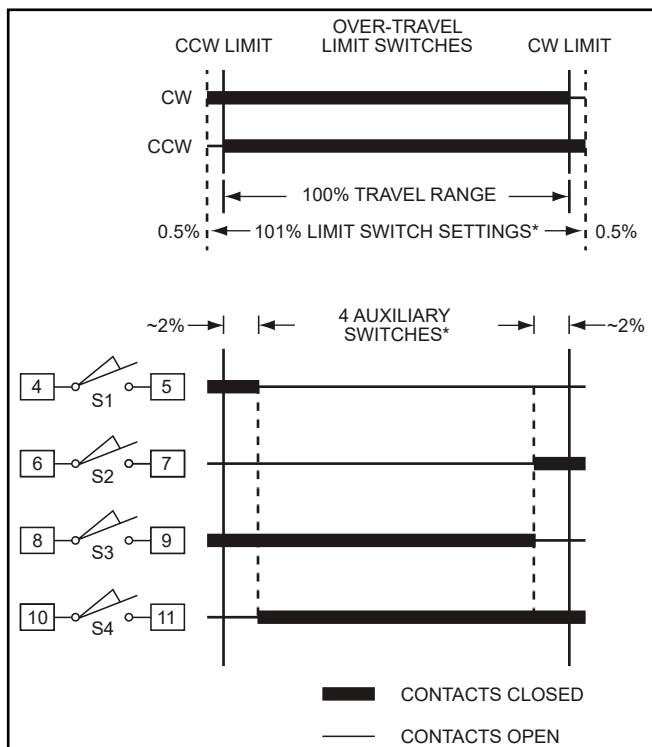 OVER-TRAVEL
CCW LIMIT LIMIT SWITCHES CW LIMIT
CW
CCW
100% TRAVEL RANGE
0.5% 101% LIMIT SWITCH SETTINGS* 0.5%
4 AUXILIARY
~2% SWITCHES* ~2%
4 S1 5
6 S2 7
8 S3 9
10 S4 11
CONTACTS CLOSED
CONTACTS OPEN